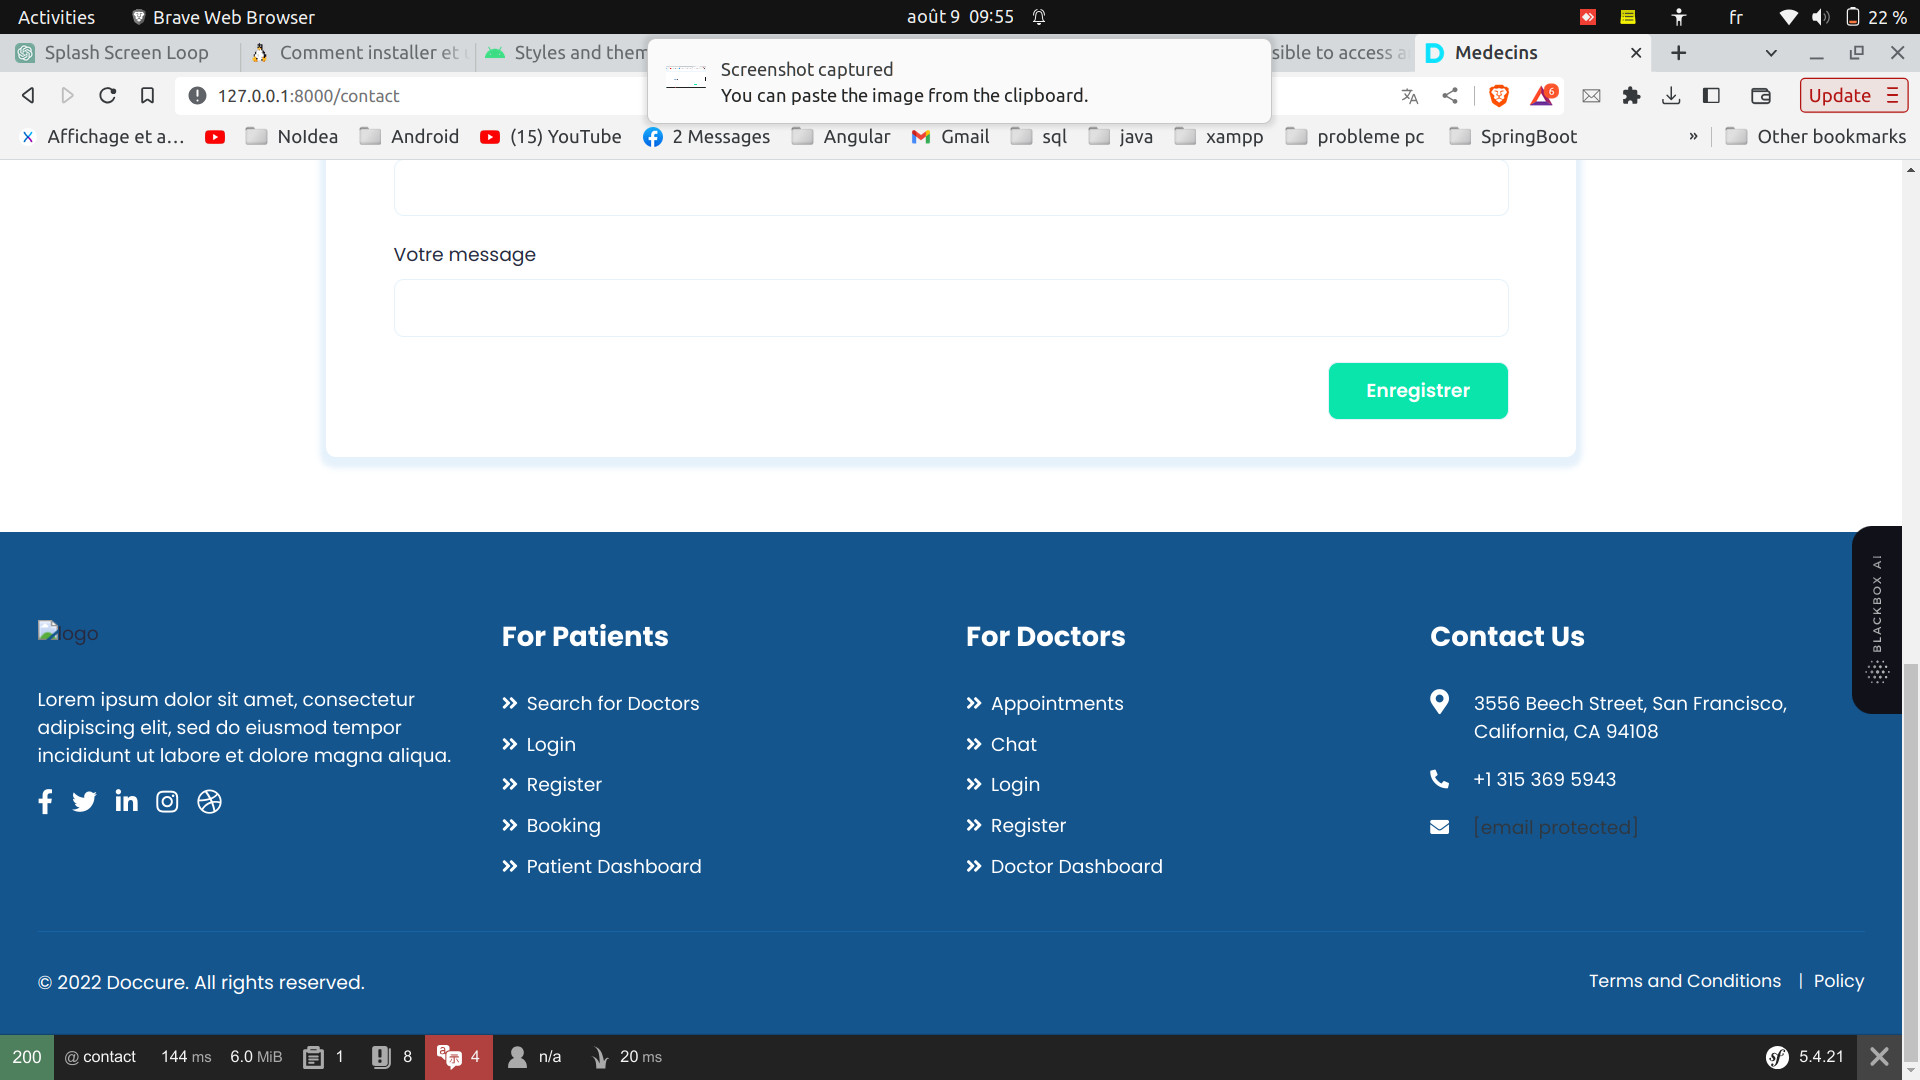 Activities
Brave Web Browser
août 9 09:55
fr
22 %
Splash Screen Loop
Comment installer et
Styles and them
sible to access a
Medecins
Screenshot captured
You can paste the image from the clipboard.
127.0.0.1:8000/contact
6
Update
Affichage et a...
NoIdea
Android
(15) YouTube
2 Messages
Angular
Gmail
sql
java
xampp
probleme pc
SpringBoot
»
Other bookmarks
Votre message
Enregistrer
BLACKBOX AI
logo
For Patients
For Doctors
Contact Us
Lorem ipsum dolor sit amet, consectetur
adipiscing elit, sed do eiusmod tempor
incididunt ut labore et dolore magna aliqua.
Search for Doctors
Login
Register
Booking
Patient Dashboard
Appointments
Chat
Login
Register
Doctor Dashboard
3556 Beech Street, San Francisco,
California, CA 94108
+1 315 369 5943
[email protected]
© 2022 Doccure. All rights reserved.
Terms and Conditions | Policy
200
@ contact
144 ms
6.0 MiB
1
8
4
n/a
20 ms
sf
5.4.21